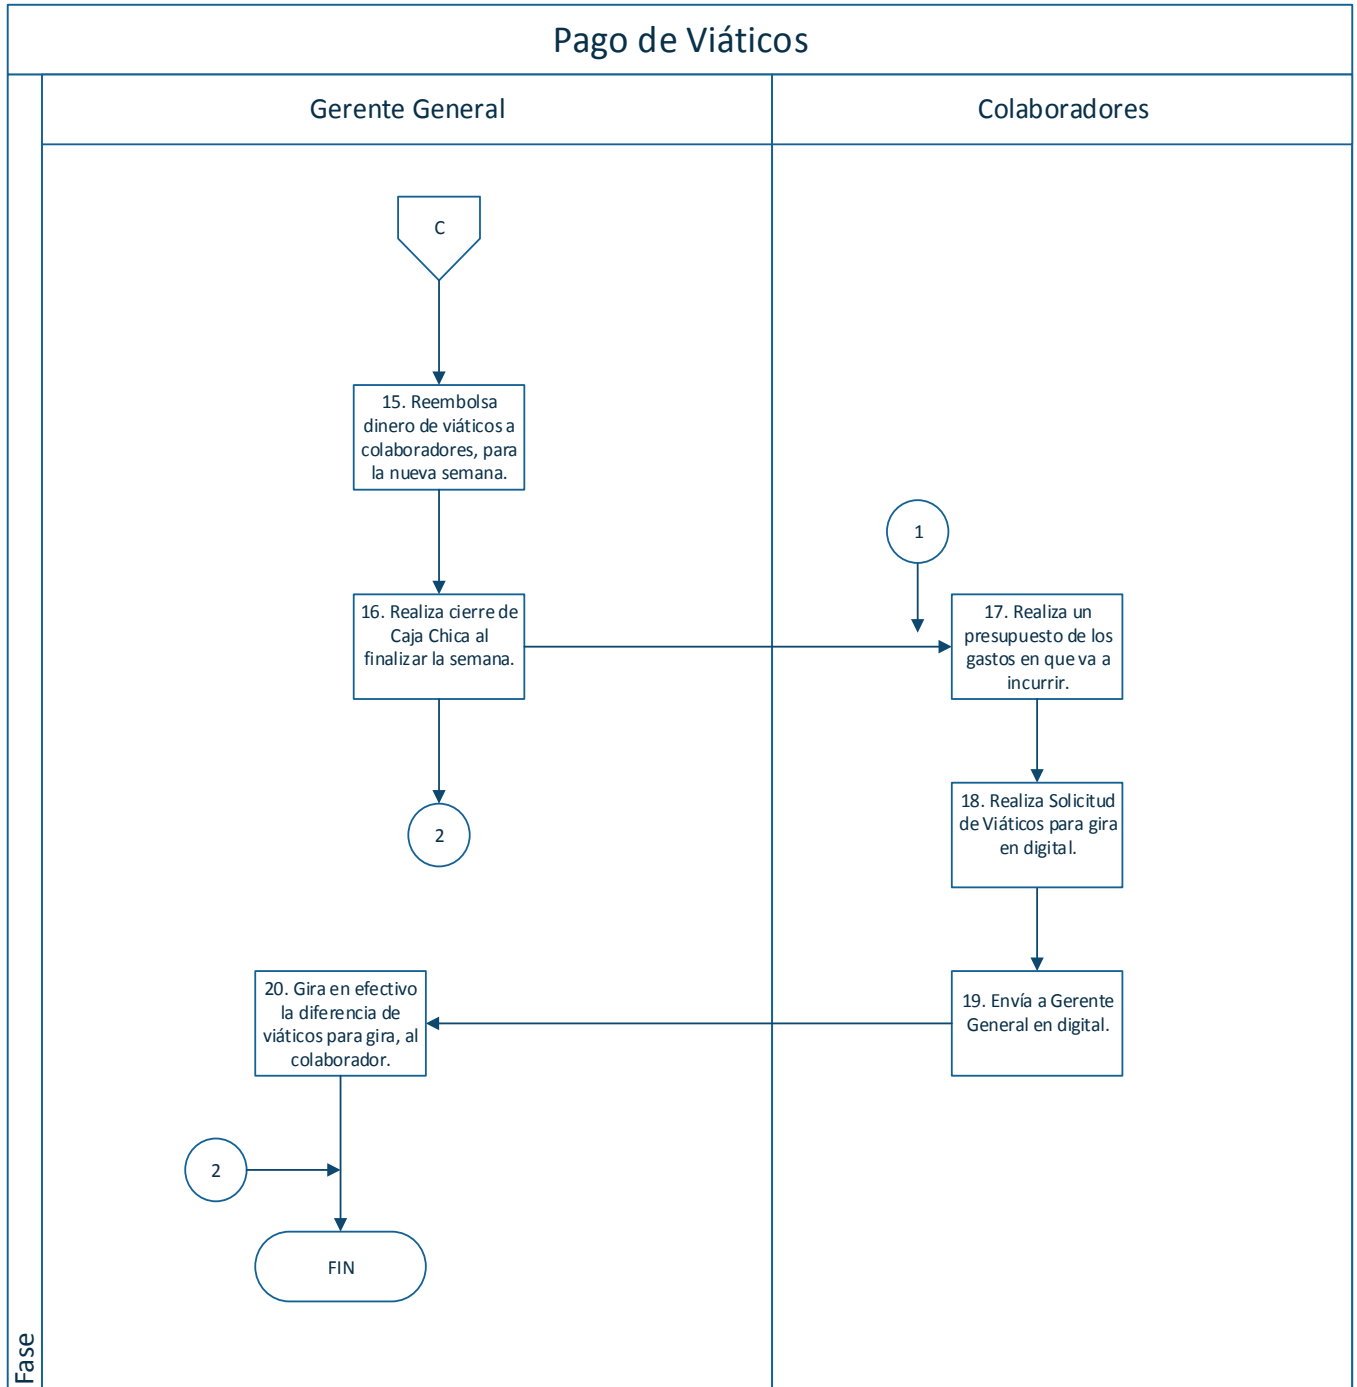 Pago de Viáticos
Gerente General
Colaboradores
C
15. Reembolsa
dinero de viáticos a
colaboradores, para
la nueva semana.
1
16. Realiza cierre de
Caja Chica al
finalizar la semana.
17. Realiza un
presupuesto de los
gastos en que va a
incurrir.
2
18. Realiza Solicitud
de Viáticos para gira
en digital.
20. Gira en efectivo
la diferencia de
viáticos para gira, al
colaborador.
19. Envía a Gerente
General en digital.
2
FIN
Fase